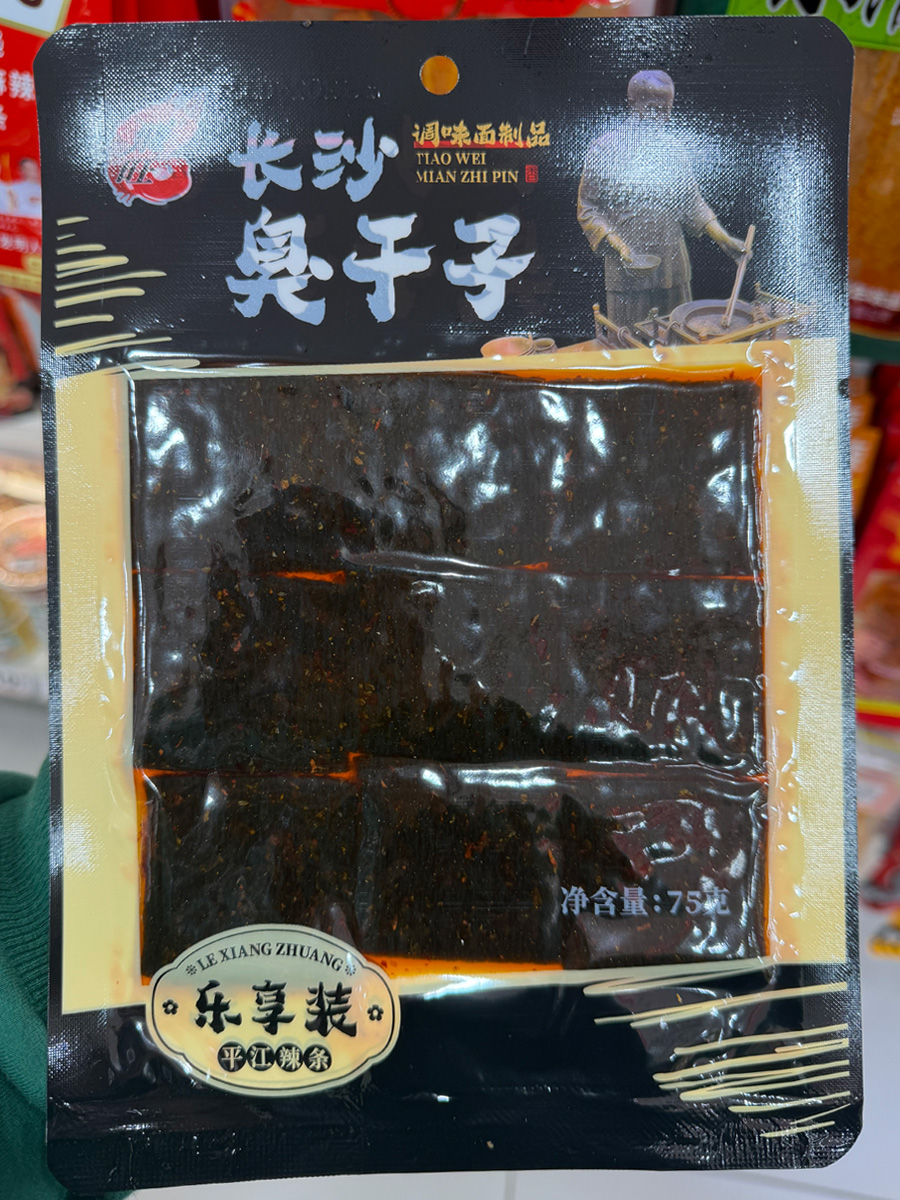 长沙
臭干子
调味面制品
TIAO WEI
MIAN ZHI PIN
净含量:75克
LE XIANG ZHUANG
乐享装
平江辣条